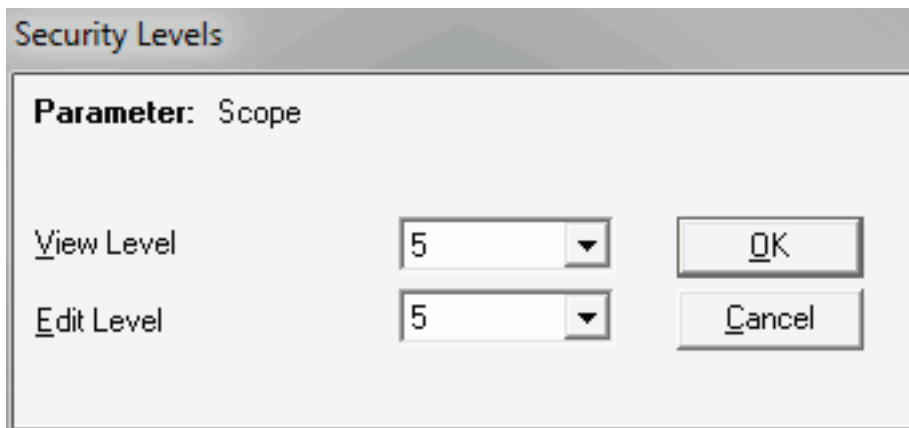 Security Levels
Parameter: Scope
View Level 5 OK
Edit Level 5 Cancel